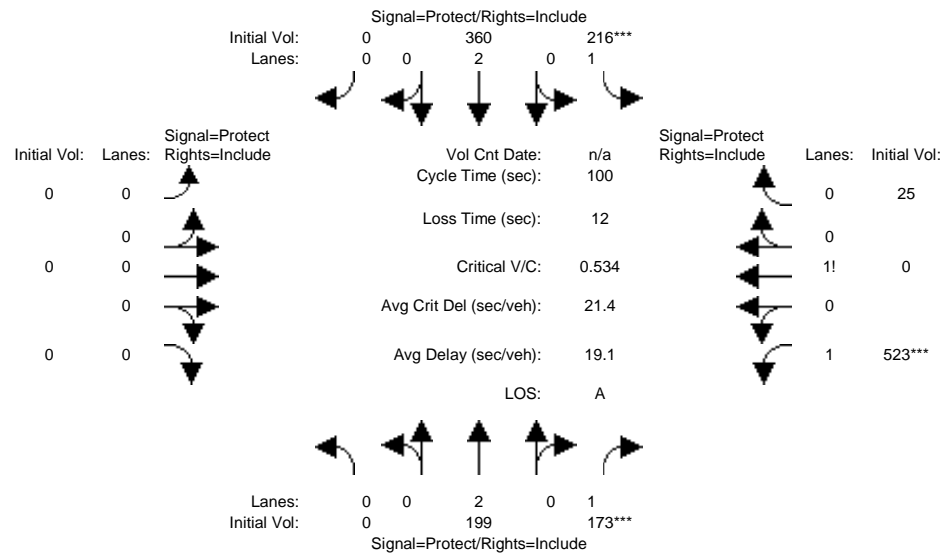 Signal=Protect/Rights=Include
Initial Vol: 0 360 216***
Lanes: 0 0 2 0 1
Signal=Protect Signal=Protect
Initial Vol: Lanes: Rights=Include Vol Cnt Date: n/a Rights=Include Lanes: Initial Vol:
Cycle Time (sec): 100
0 0 0 25
Loss Time (sec): 12
0 0
0 0 Critical V/C: 0.534 1! 0
0 Avg Crit Del (sec/veh): 21.4 0
0 0 Avg Delay (sec/veh): 19.1 1 523***
LOS: A
Lanes: 0 0 2 0 1
Initial Vol: 0 199 173***
Signal=Protect/Rights=Include